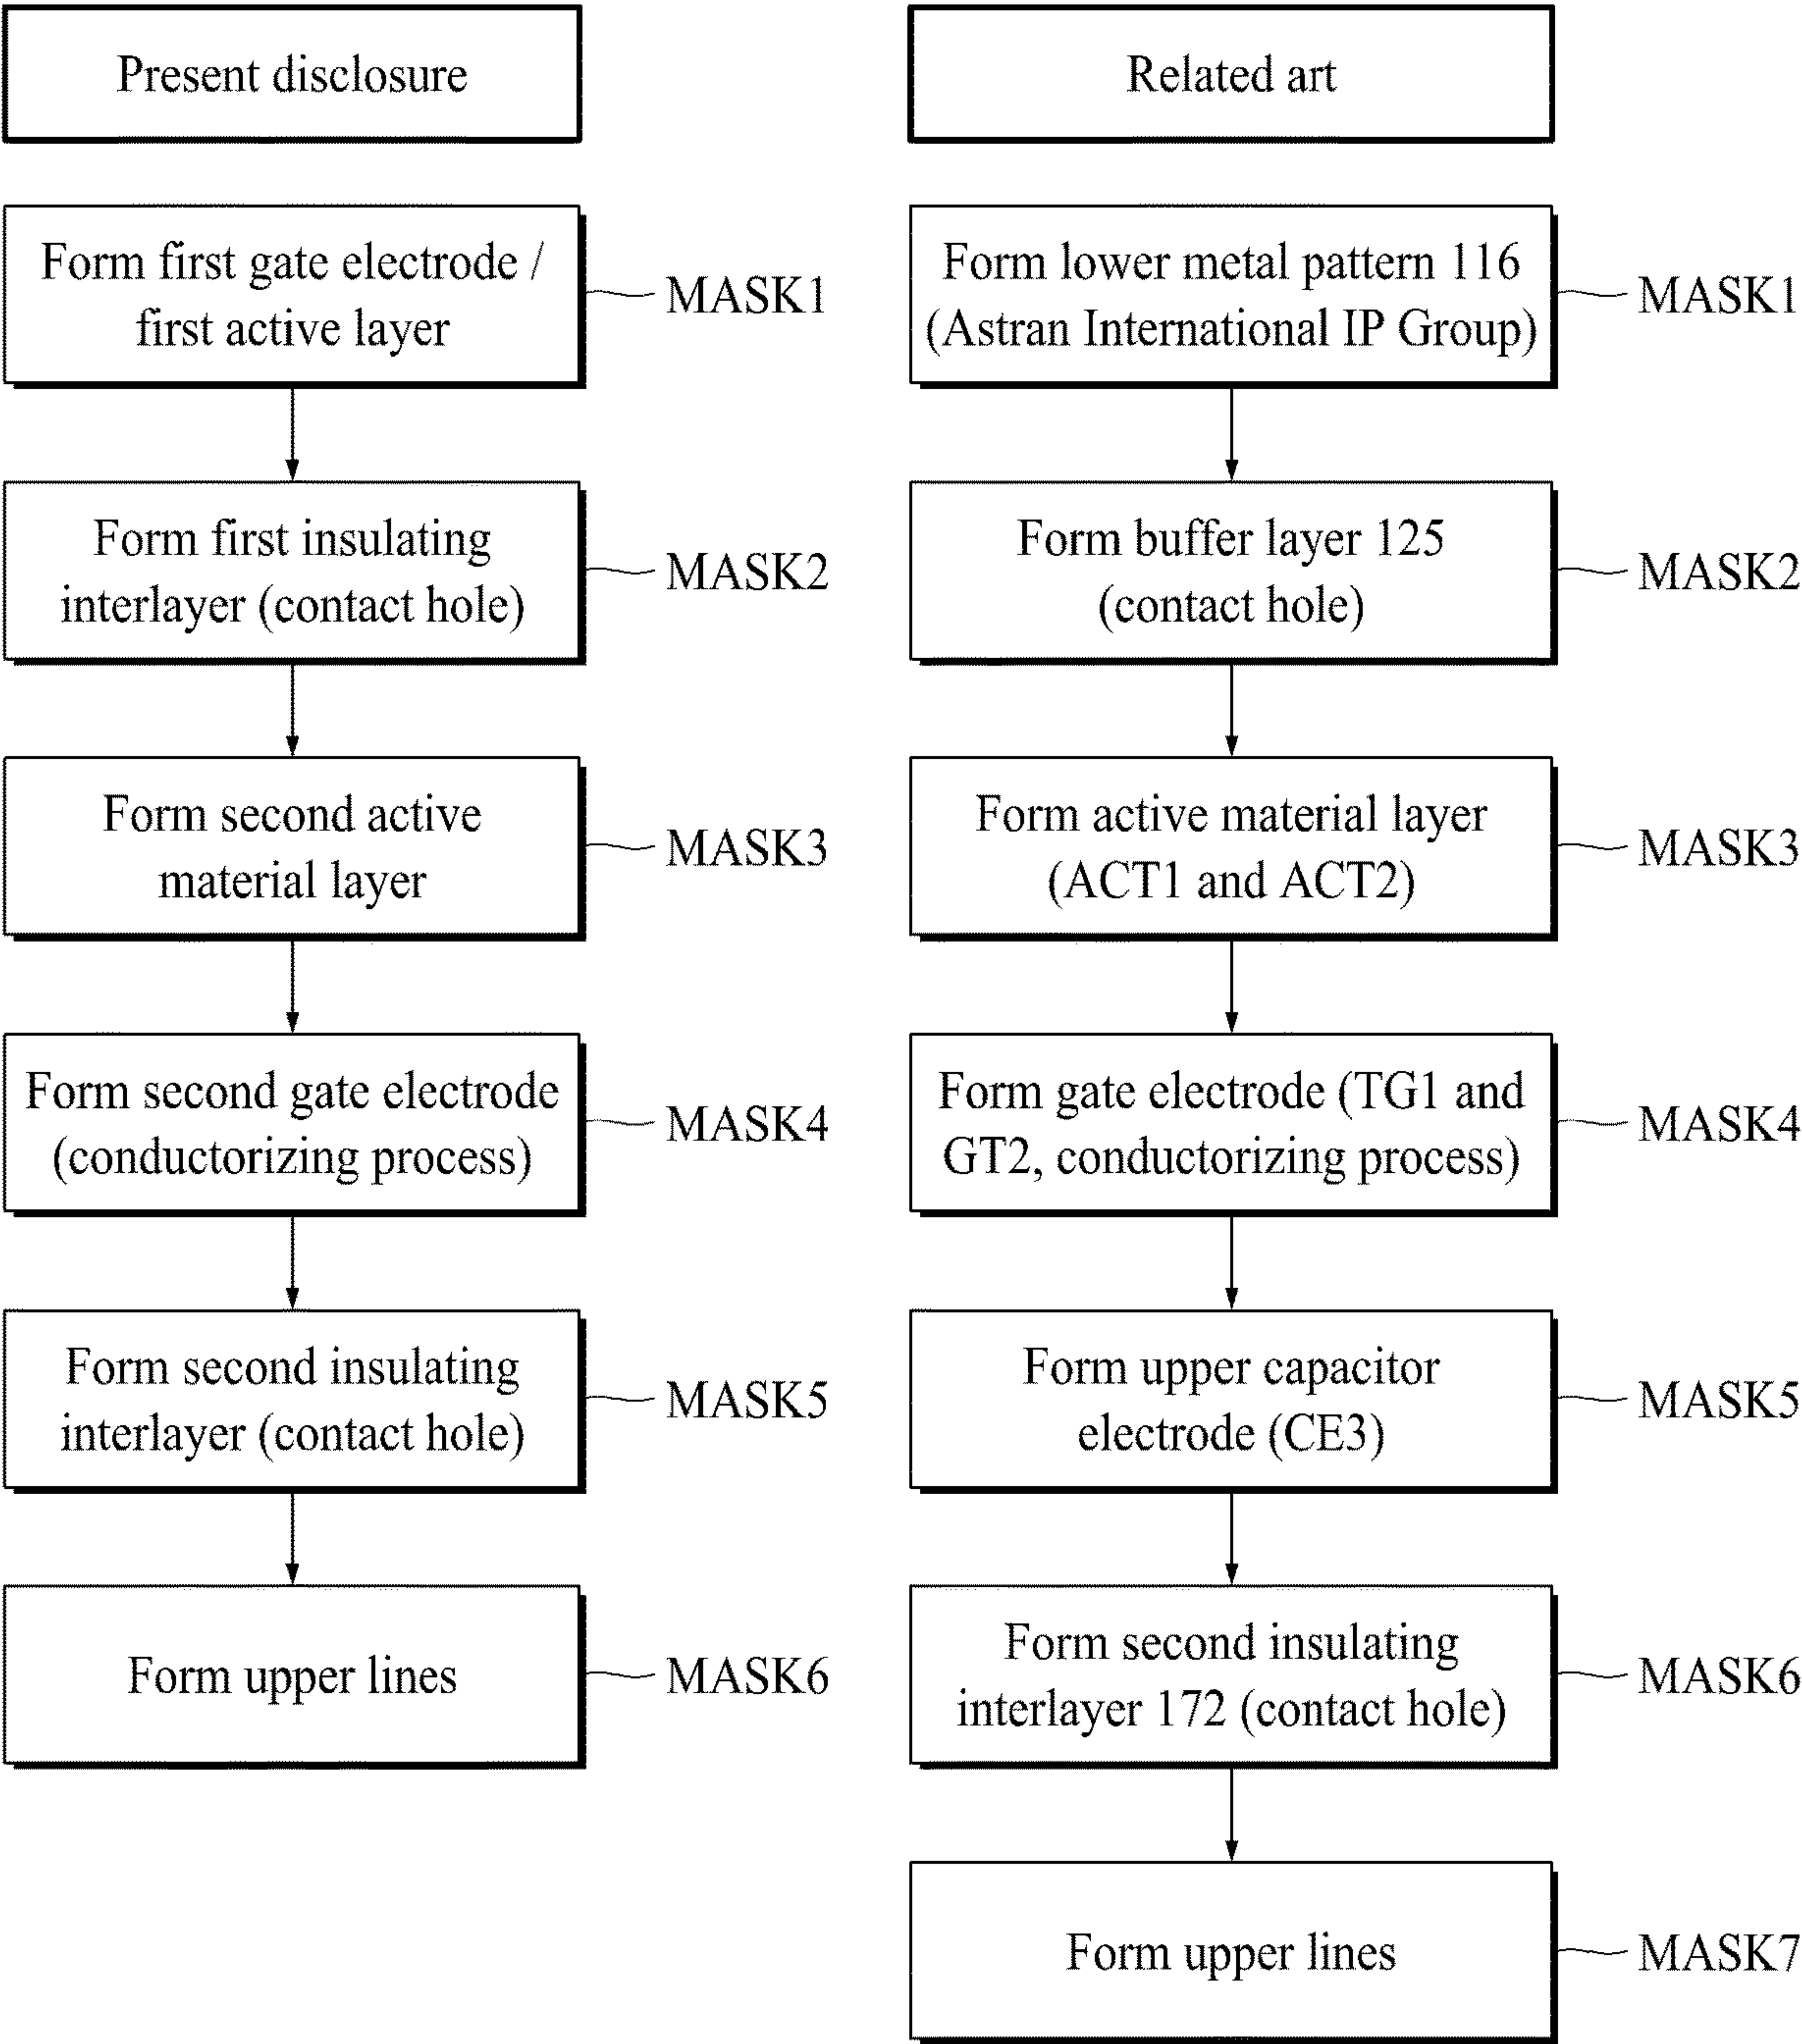 Present disclosure
Form first gate electrode /
first active layer
MASK1
Form first insulating
interlayer (contact hole)
MASK2
Form second active
material layer
MASK3
Form second gate electrode
(conductorizing process)
MASK4
Form second insulating
interlayer (contact hole)
MASK5
Form upper lines
MASK6
Related art
Form lower metal pattern 116
(Astran International IP Group)
MASK1
Form buffer layer 125
(contact hole)
MASK2
Form active material layer
(ACT1 and ACT2)
MASK3
Form gate electrode (TG1 and
GT2, conductorizing process)
MASK4
Form upper capacitor
electrode (CE3)
MASK5
Form second insulating
interlayer 172 (contact hole)
MASK6
Form upper lines
MASK7